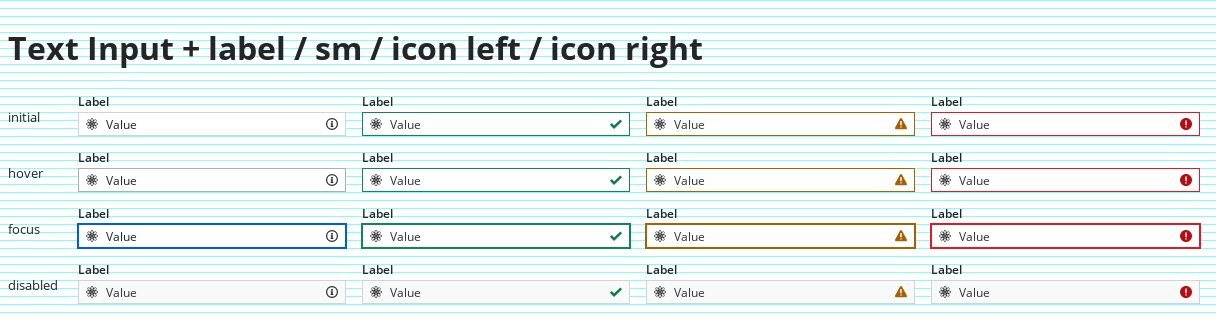 Text Input + label / sm / icon left / icon right
Label Label Label Label
initial Value Value Value Value
Label Label Label Label
hover Value Value Value Value
Label Label Label Label
focus Value Value Value Value
Label Label Label Label
disabled Value Value Value Value